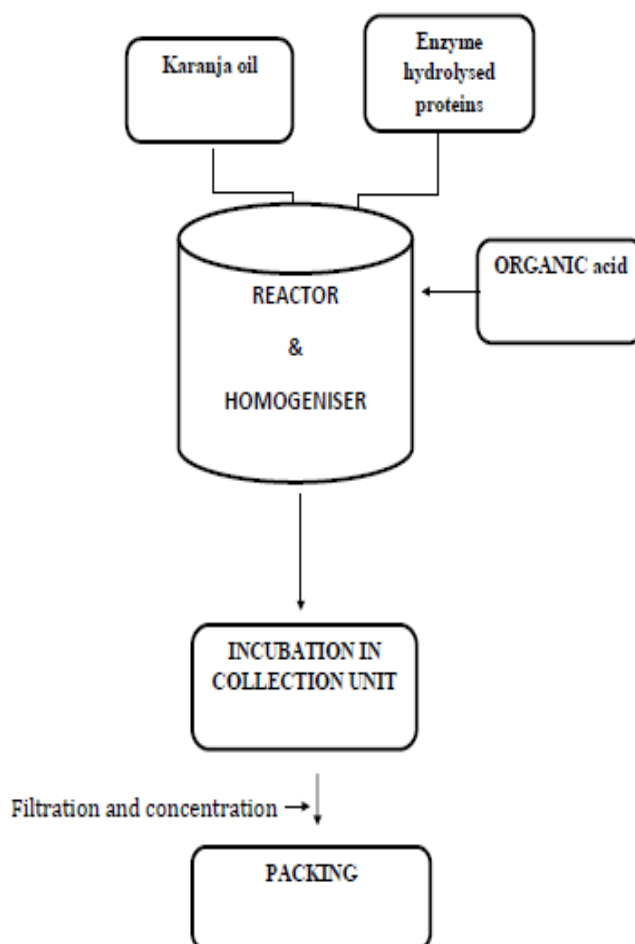 Karanja oil
Enzyme
hydrolysed
proteins
ORGANIC acid
REACTOR
&
HOMOGENISER
INCUBATION IN
COLLECTION UNIT
Filtration and concentration
PACKING